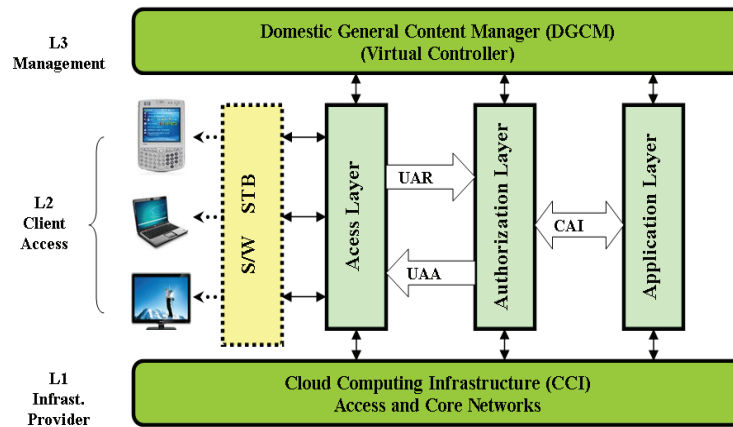 L3
Management
Domestic General Content Manager (DGCM)
(Virtual Controller)
L2
Client
Access
S/W STB
Acess Layer
UAR
UAA
Authorization Layer
CAI
Application Layer
L1
Infrast.
Provider
Cloud Computing Infrastructure (CCI)
Access and Core Networks